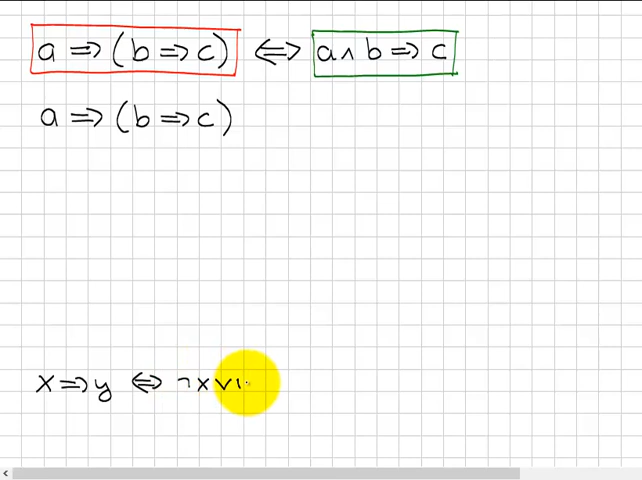 a ⇒ (b ⇒ c) ⇔ a ∧ b ⇒ c
a ⇒ (b ⇒ c)
x ⇒ y ⇔ ¬x ∨